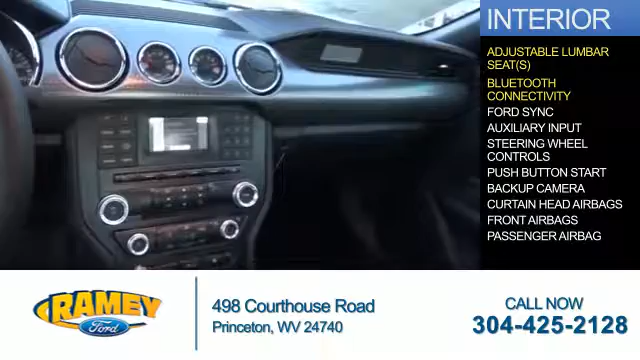 INTERIOR
ADJUSTABLE LUMBAR
SEAT(S)
BLUETOOTH
CONNECTIVITY
FORD SYNC
AUXILIARY INPUT
STEERING WHEEL
CONTROLS
PUSH BUTTON START
BACKUP CAMERA
CURTAIN HEAD AIRBAGS
FRONT AIRBAGS
PASSENGER AIRBAG
RAMEY
Ford
498 Courthouse Road
Princeton, WV 24740
CALL NOW
304-425-2128